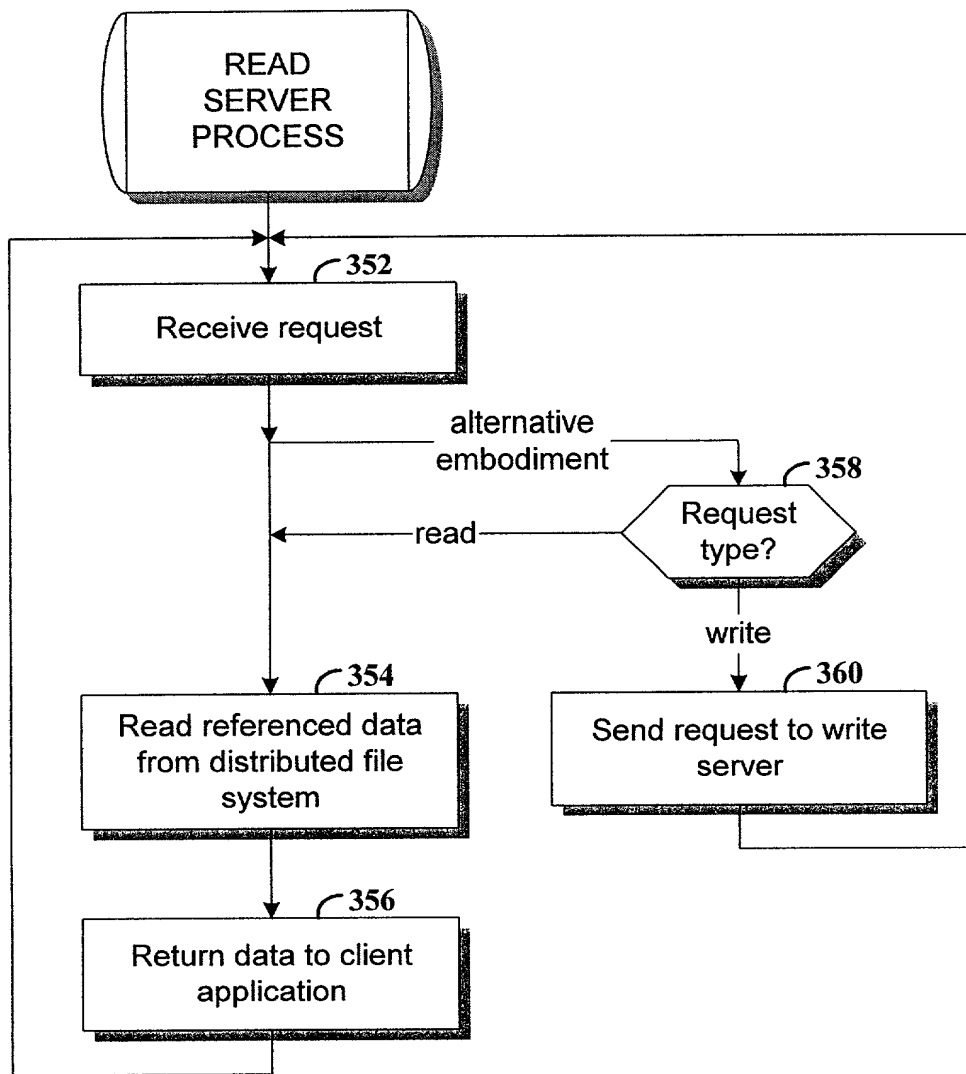 READ
SERVER
PROCESS
352
Receive request
alternative
embodiment
358
Request
type?
read
write
354
Read referenced data
from distributed file
system
360
Send request to write
server
356
Return data to client
application